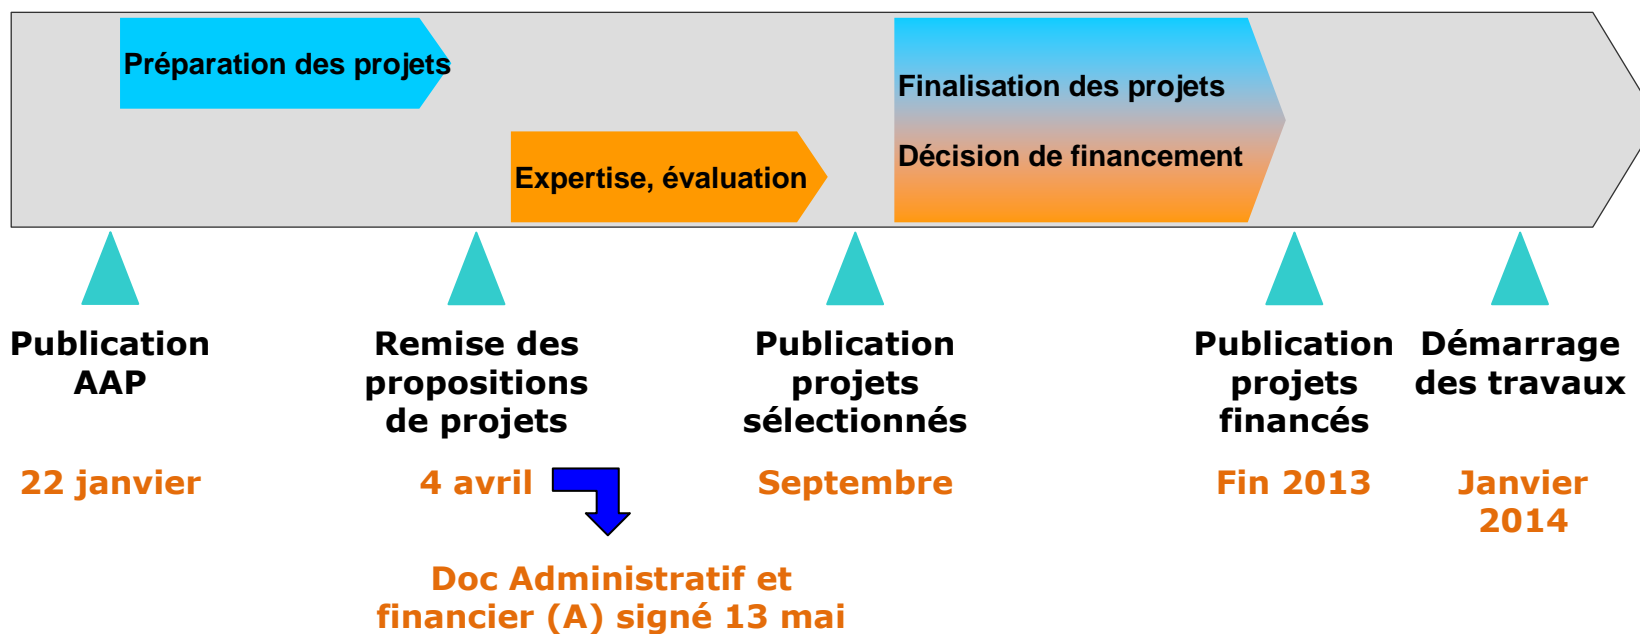 Préparation des projets
Expertise, évaluation
Finalisation des projets
Décision de financement
Publication
AAP
22 janvier
Remise des
propositions
de projets
4 avril
Doc Administratif et
financier (A) signé 13 mai
Publication
projets
sélectionnés
Septembre
Publication
projets
financés
Fin 2013
Démarrage
des travaux
Janvier
2014